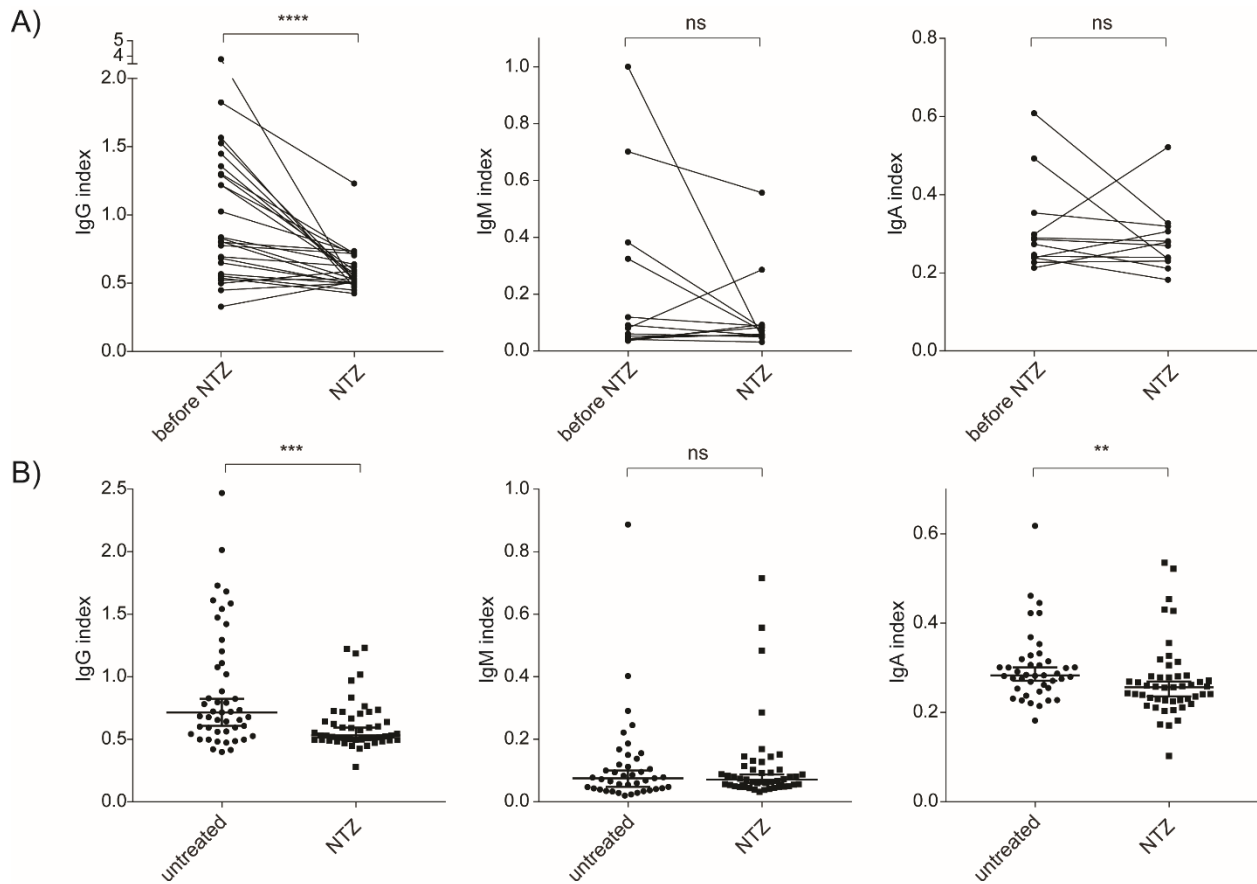 A)
****
5
4
2.0
1.5
1.0
0.5
0.0
IgG index
before NTZ
NTZ
ns
1.0
0.8
0.6
0.4
0.2
0.0
IgM index
before NTZ
NTZ
ns
0.8
0.6
0.4
0.2
0.0
IgA index
before NTZ
NTZ
B)
***
2.5
2.0
1.5
1.0
0.5
0.0
IgG index
untreated
NTZ
ns
1.0
0.8
0.6
0.4
0.2
0.0
IgM index
untreated
NTZ
**
0.6
0.4
0.2
0.0
IgA index
untreated
NTZ